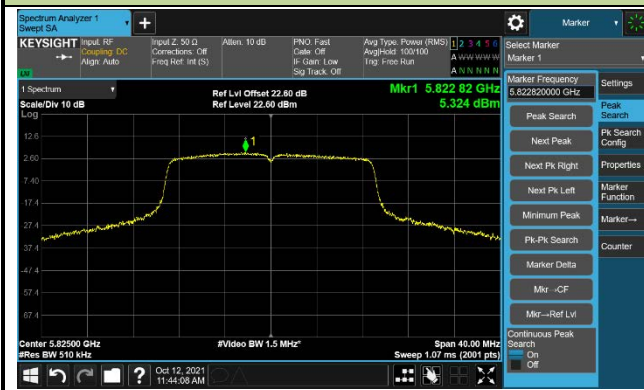 Spectrum Analyzer 1
Swept SA
Marker
KEYSIGHT Input: RF Input Z: 50 Ω Atten: 10 dB PNO: Fast Avg Type: Power (RMS) 1 2 3 4 5 6
Coupling: DC Corrections: Off Gate: Off Avg|Hold: 100/100 A W W W W W
Align: Auto Freq Ref: Int (S) IF Gain: Low Trig: Free Run
Sig Track: Off A N N N N N
Select Marker
Marker 1
1 Spectrum
Scale/Div 10 dB
Log
Ref Lvl Offset 22.60 dB
Ref Level 22.60 dBm
Mkr1 5.822 82 GHz
5.324 dBm
1
12.6
2.60
-7.40
-17.4
-27.4
-37.4
-47.4
-57.4
-67.4
Center 5.82500 GHz #Video BW 1.5 MHz* Span 40.00 MHz
#Res BW 510 kHz Sweep 1.07 ms (2001 pts)
Marker Frequency
5.822820000 GHz
Peak Search
Next Peak
Next Pk Right
Next Pk Left
Minimum Peak
Pk-Pk Search
Marker Delta
Mkr→CF
Mkr→Ref Lvl
Continuous Peak
Search
On
Off
Settings
Peak
Search
Pk Search
Config
Properties
Marker
Function
Marker→
Counter
?
Oct 12, 2021
11:44:08 AM